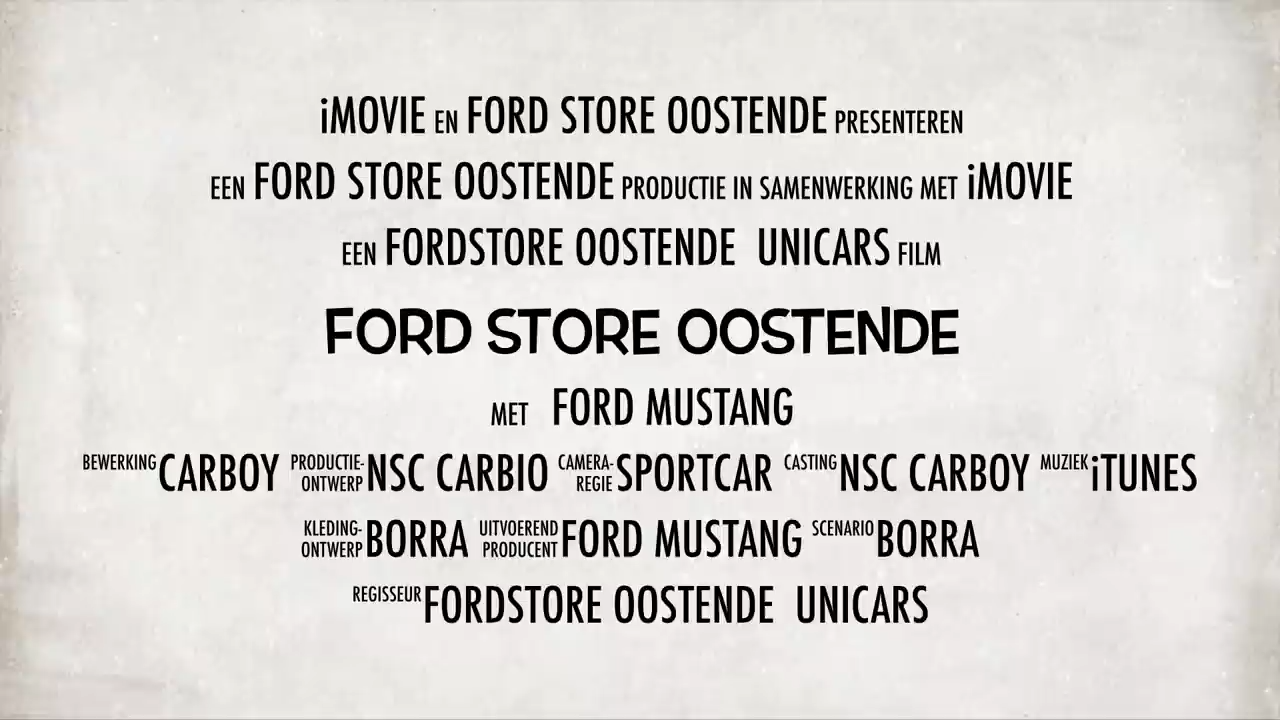 iMOVIE EN FORD STORE OOSTENDE PRESENTEREN
EEN FORD STORE OOSTENDE PRODUCTIE IN SAMENWERKING MET iMOVIE
EEN FORDSTORE OOSTENDE UNICARS FILM
FORD STORE OOSTENDE
MET FORD MUSTANG
BEWERKING CARBOY PRODUCTIE-ONTWERP NSC CARBIO CAMERA-REGIE SPORTCAR CASTING NSC CARBOY MUZIEK iTUNES
KLEDING-ONTWERP BORRA UITVOEREND PRODUCENT FORD MUSTANG SCENARIO BORRA
REGISSEUR FORDSTORE OOSTENDE UNICARS